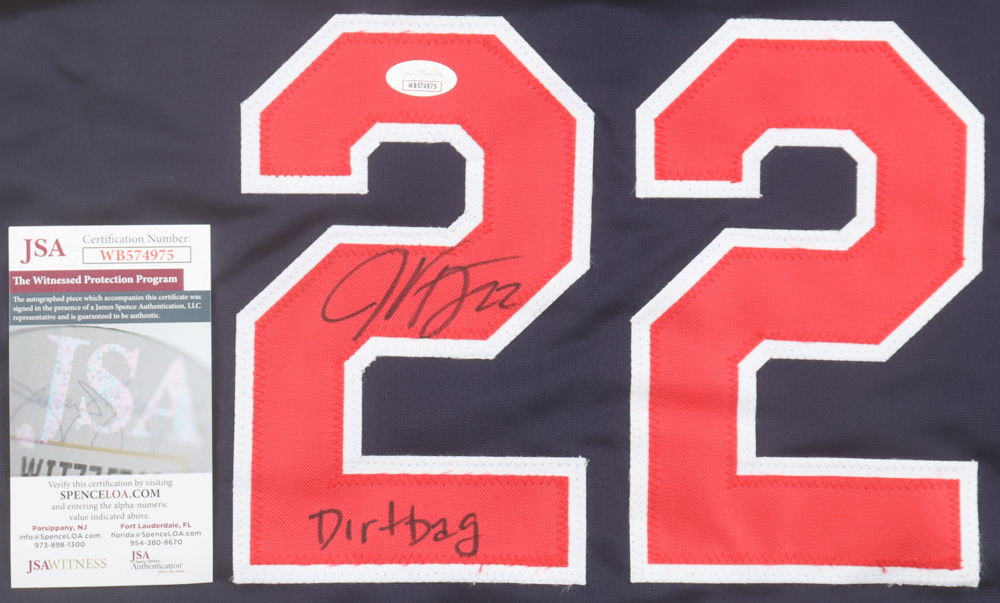 22
WB574975
22
Dirtbag
JSA
Certification Number:
WB574975
The Witnessed Protection Program
The autographed piece which accompanies this certificate was
signed in the presence of a James Spence Authentication, LLC
representative and is guaranteed to be authentic.
JSA
Verify this certification by visiting
SPENCELOA.COM
and entering the alpha-numeric
value indicated above.
Parsippany, NJ
info@SpenceLOA.com
973-898-1300
Fort Lauderdale, FL
florida@SpenceLOA.com
954-380-8670
JSAWITNESS
JSA
Authentication